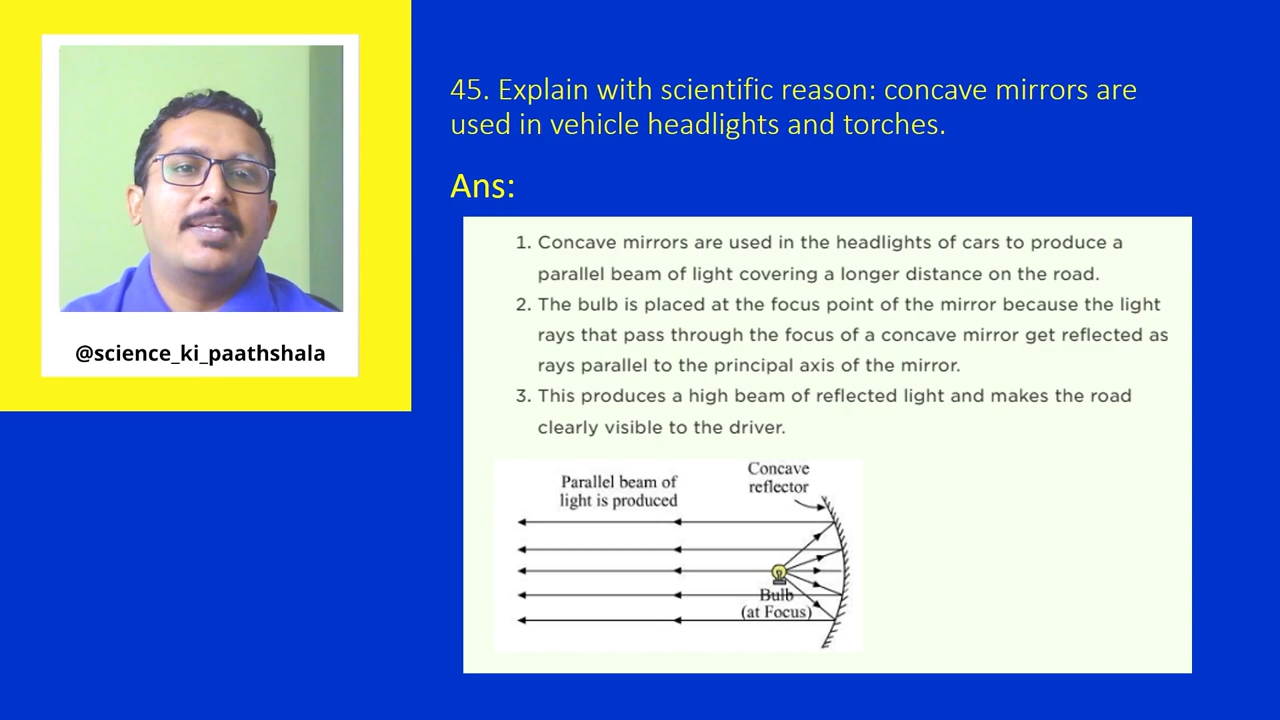 45. Explain with scientific reason: concave mirrors are
used in vehicle headlights and torches.
Ans:
1. Concave mirrors are used in the headlights of cars to produce a
parallel beam of light covering a longer distance on the road.
2. The bulb is placed at the focus point of the mirror because the light
rays that pass through the focus of a concave mirror get reflected as
rays parallel to the principal axis of the mirror.
3. This produces a high beam of reflected light and makes the road
clearly visible to the driver.
Parallel beam of
light is produced
Concave
reflector
Bulb
(at Focus)
@science_ki_paathshala